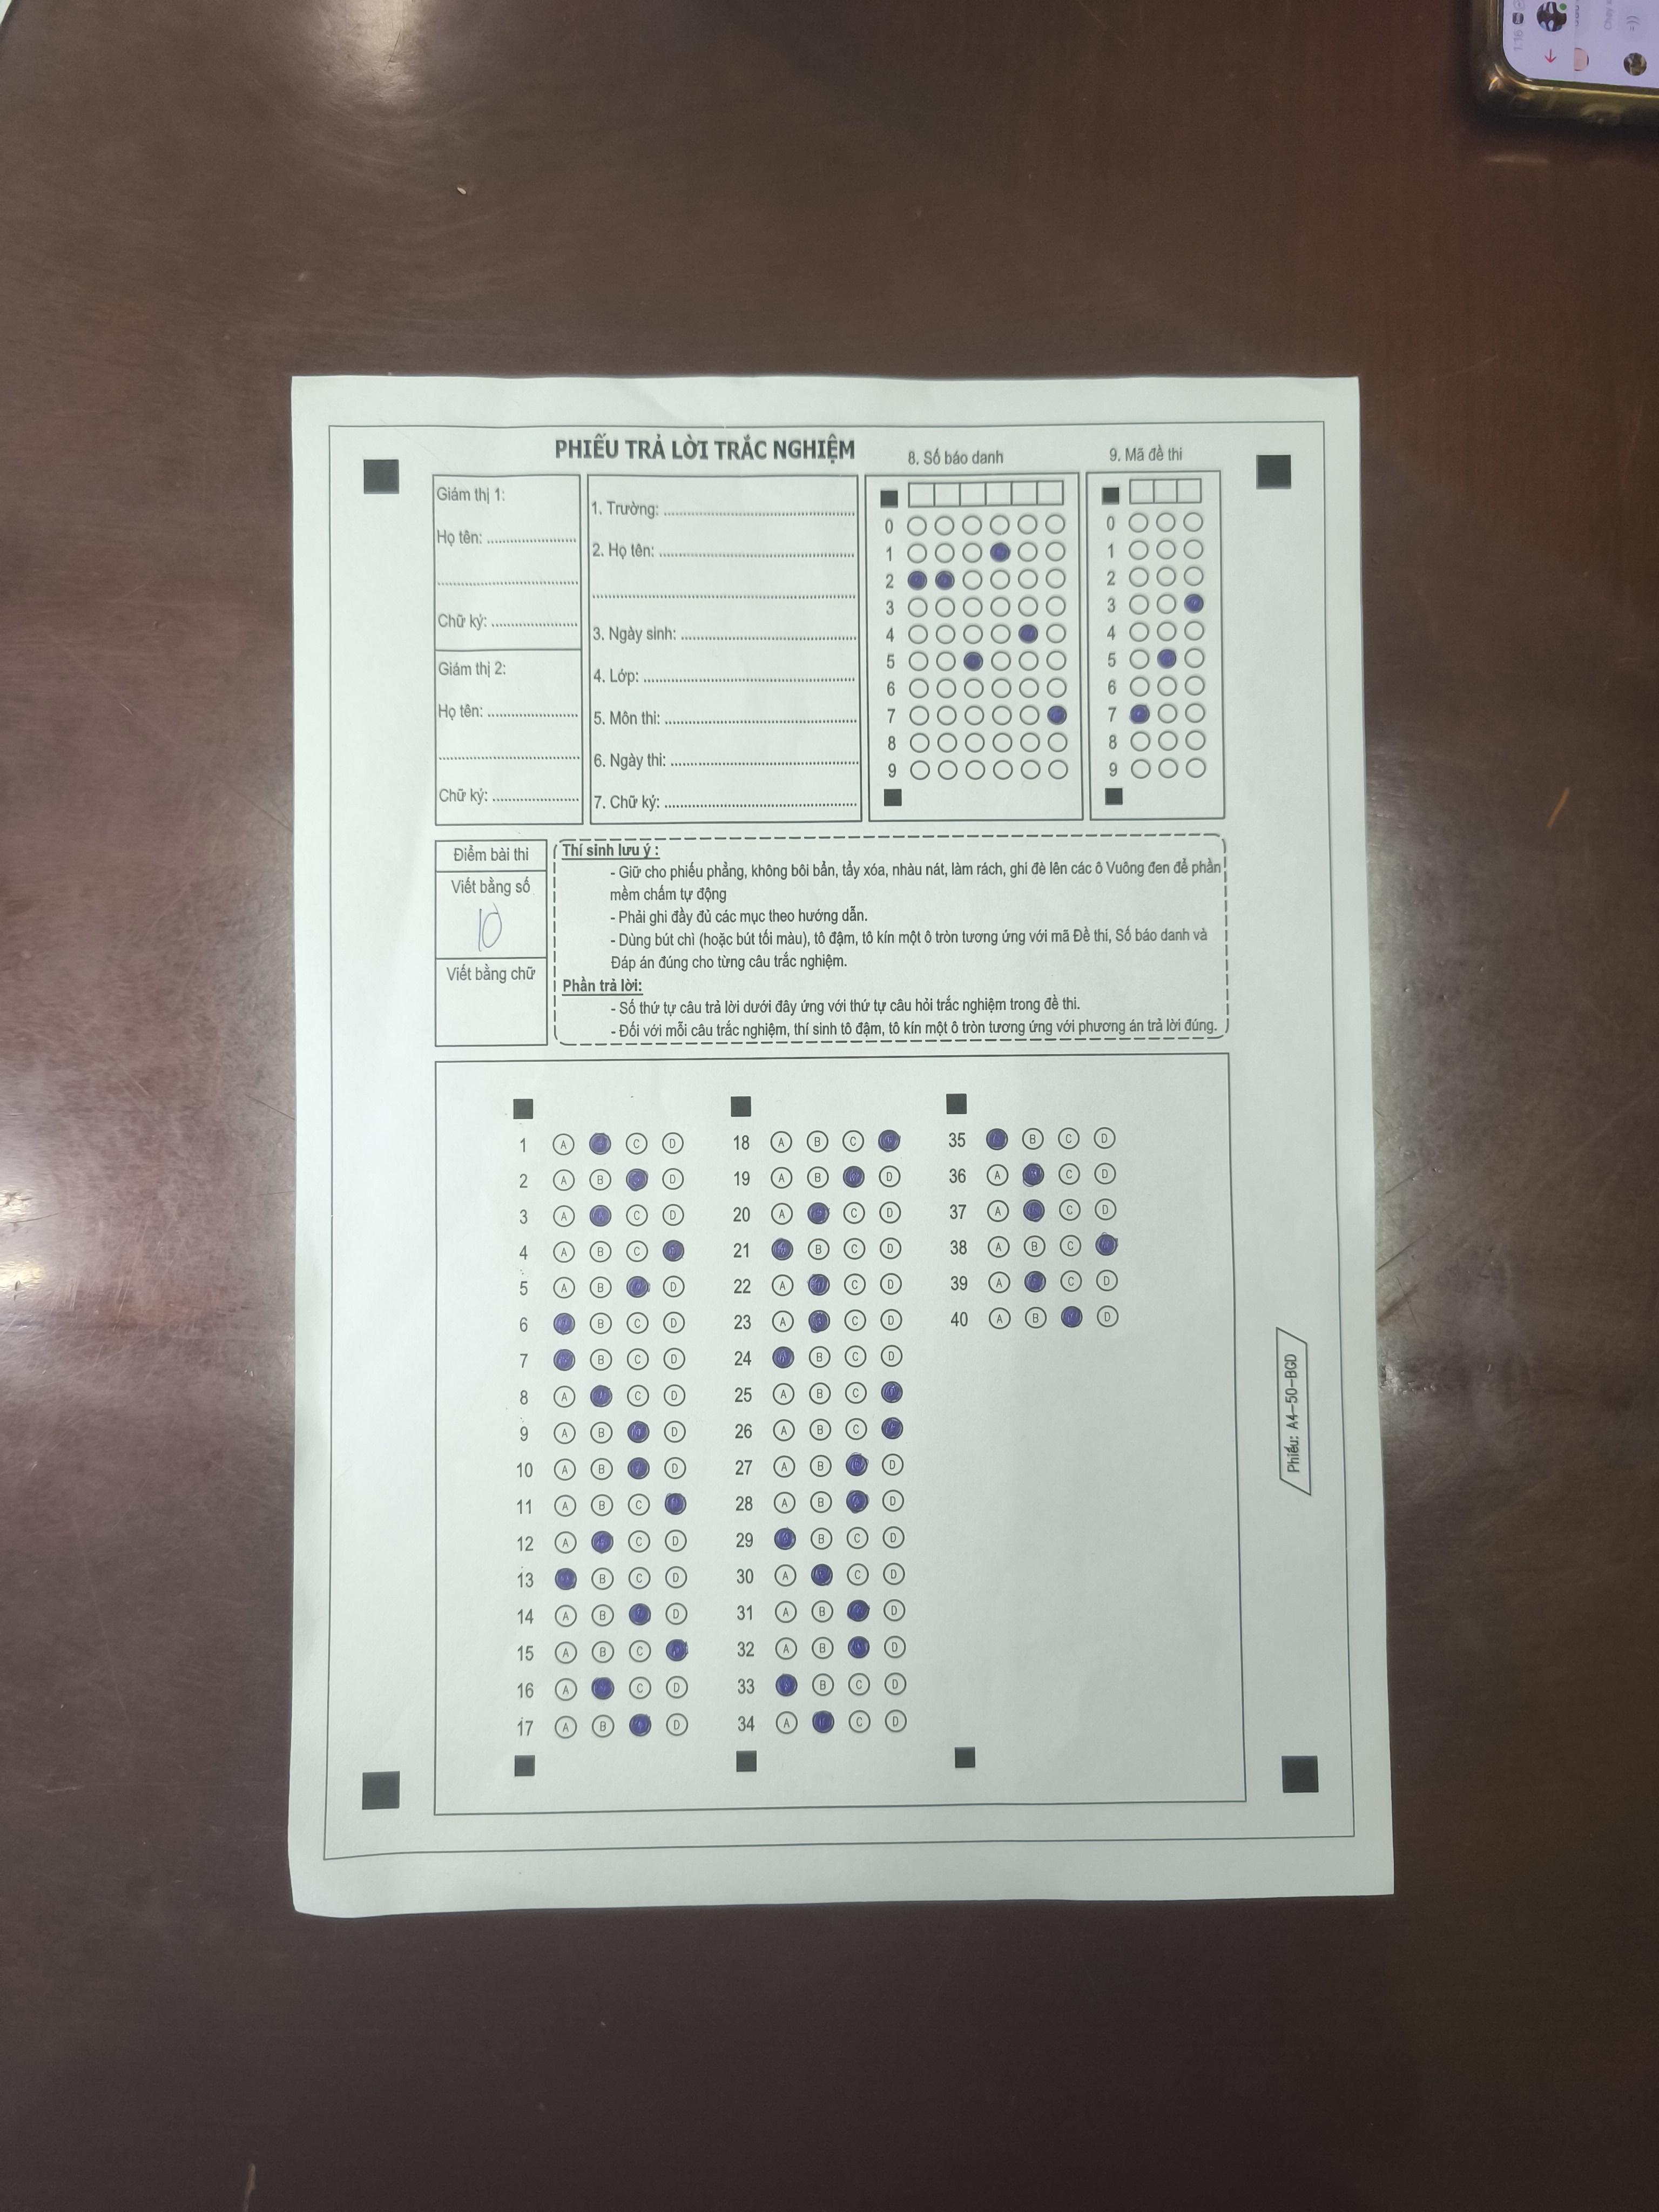 PHIẾU TRẢ LỜI TRẮC NGHIỆM
8. Số báo danh
9. Mã đề thi
Giám thị 1:
Họ tên: ......................
...................................
Chữ ký: .....................
Giám thị 2:
Họ tên: ......................
...................................
Chữ ký: .....................
1. Trường: ...............................................
2. Họ tên: ................................................
................................................................
3. Ngày sinh: ...........................................
4. Lớp: ....................................................
5. Môn thi: ...............................................
6. Ngày thi: ..............................................
7. Chữ ký: ...............................................
0
1
2
3
4
5
6
7
8
9
0
1
2
3
4
5
6
7
8
9
Điểm bài thi
Viết bằng số
10
Viết bằng chữ
Thí sinh lưu ý :
- Giữ cho phiếu phẳng, không bôi bẩn, tẩy xóa, nhàu nát, làm rách, ghi đè lên các ô Vuông đen để phần
mềm chấm tự động
- Phải ghi đầy đủ các mục theo hướng dẫn.
- Dùng bút chì (hoặc bút tối màu), tô đậm, tô kín một ô tròn tương ứng với mã Đề thi, Số báo danh và
Đáp án đúng cho từng câu trắc nghiệm.
Phần trả lời:
- Số thứ tự câu trả lời dưới đây ứng với thứ tự câu hỏi trắc nghiệm trong đề thi.
- Đối với mỗi câu trắc nghiệm, thí sinh tô đậm, tô kín một ô tròn tương ứng với phương án trả lời đúng.
1 A C D
2 A B D
3 A C D
4 A B C
5 A B D
6 B C D
7 B C D
8 A C D
9 A B D
10 A B D
11 A B C
12 A C D
13 B C D
14 A B D
15 A B C
16 A C D
17 A B D
18 A B C
19 A B D
20 A C D
21 B C D
22 A C D
23 A C D
24 B C D
25 A B C
26 A B C
27 A B D
28 A B D
29 B C D
30 A C D
31 A B D
32 A B D
33 B C D
34 A C D
35 B C D
36 A C D
37 A C D
38 A B C
39 A C D
40 A B D
Phiếu: A4-50-BGD
1:16